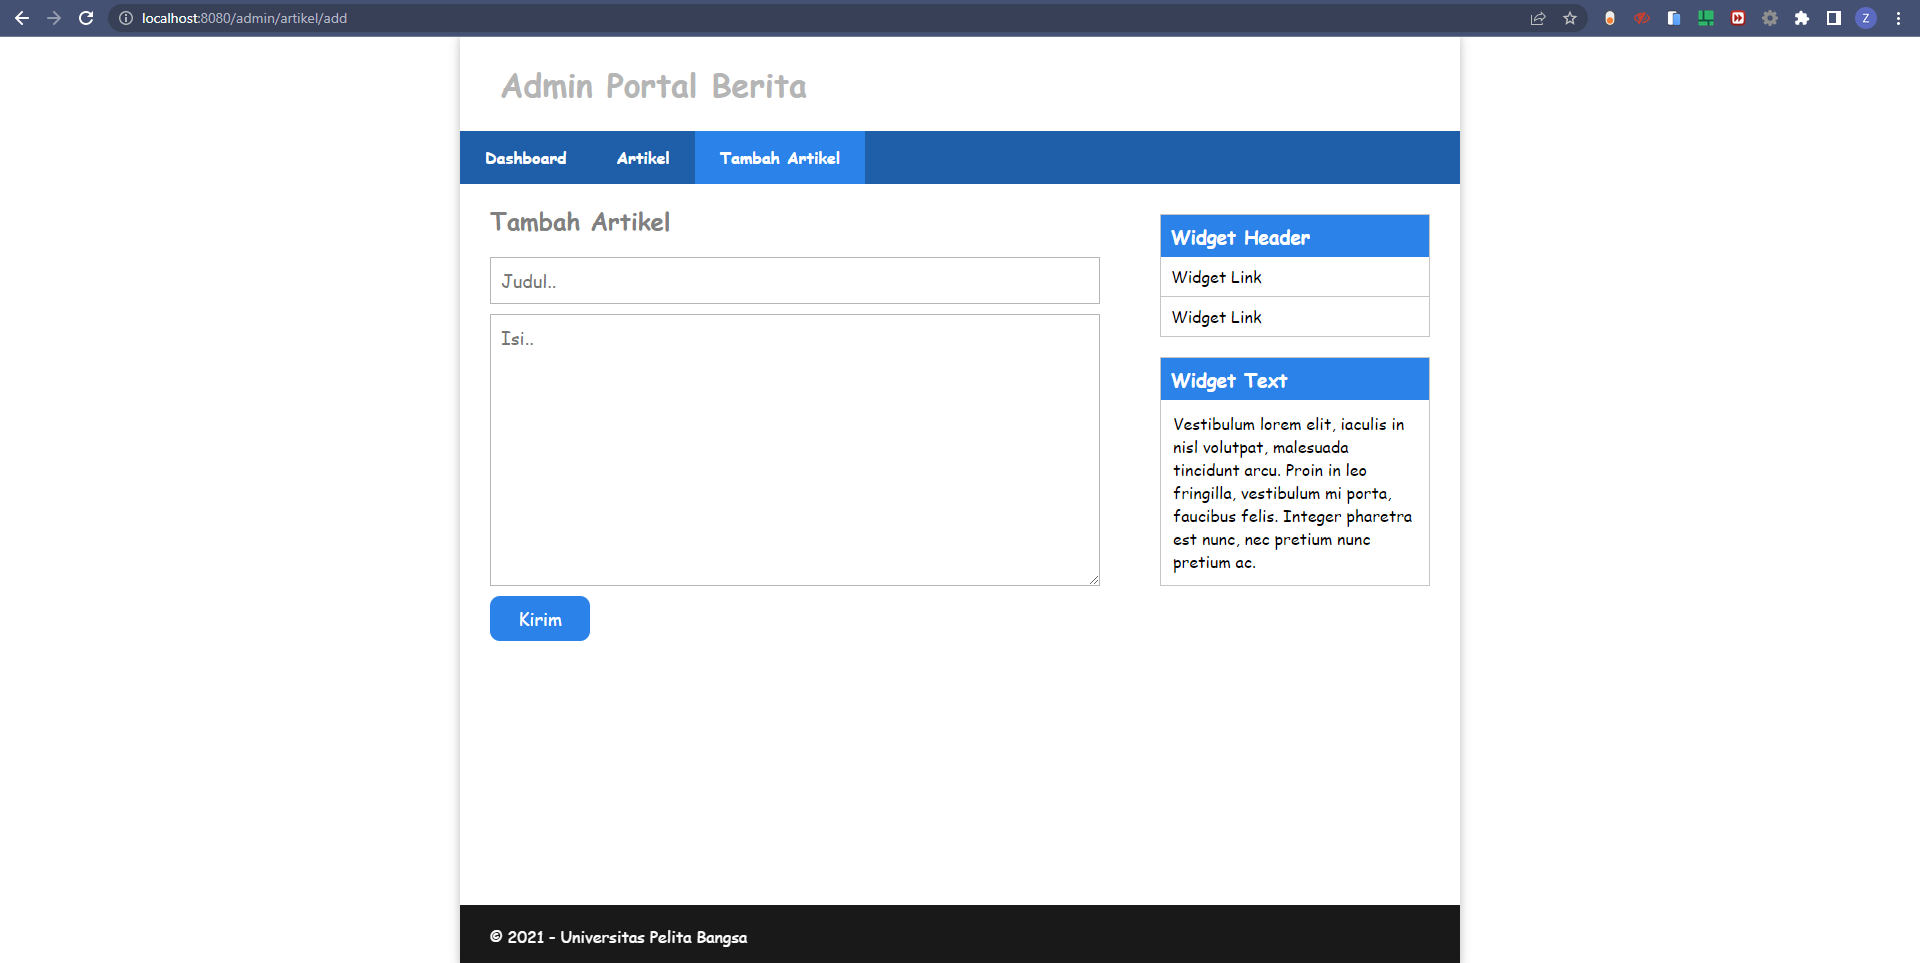 localhost:8080/admin/artikel/add
Z
Admin Portal Berita
Dashboard Artikel Tambah Artikel
Tambah Artikel
Judul..
Isi..
Kirim
Widget Header
Widget Link
Widget Link
Widget Text
Vestibulum lorem elit, iaculis in
nisl volutpat, malesuada
tincidunt arcu. Proin in leo
fringilla, vestibulum mi porta,
faucibus felis. Integer pharetra
est nunc, nec pretium nunc
pretium ac.
© 2021 - Universitas Pelita Bangsa